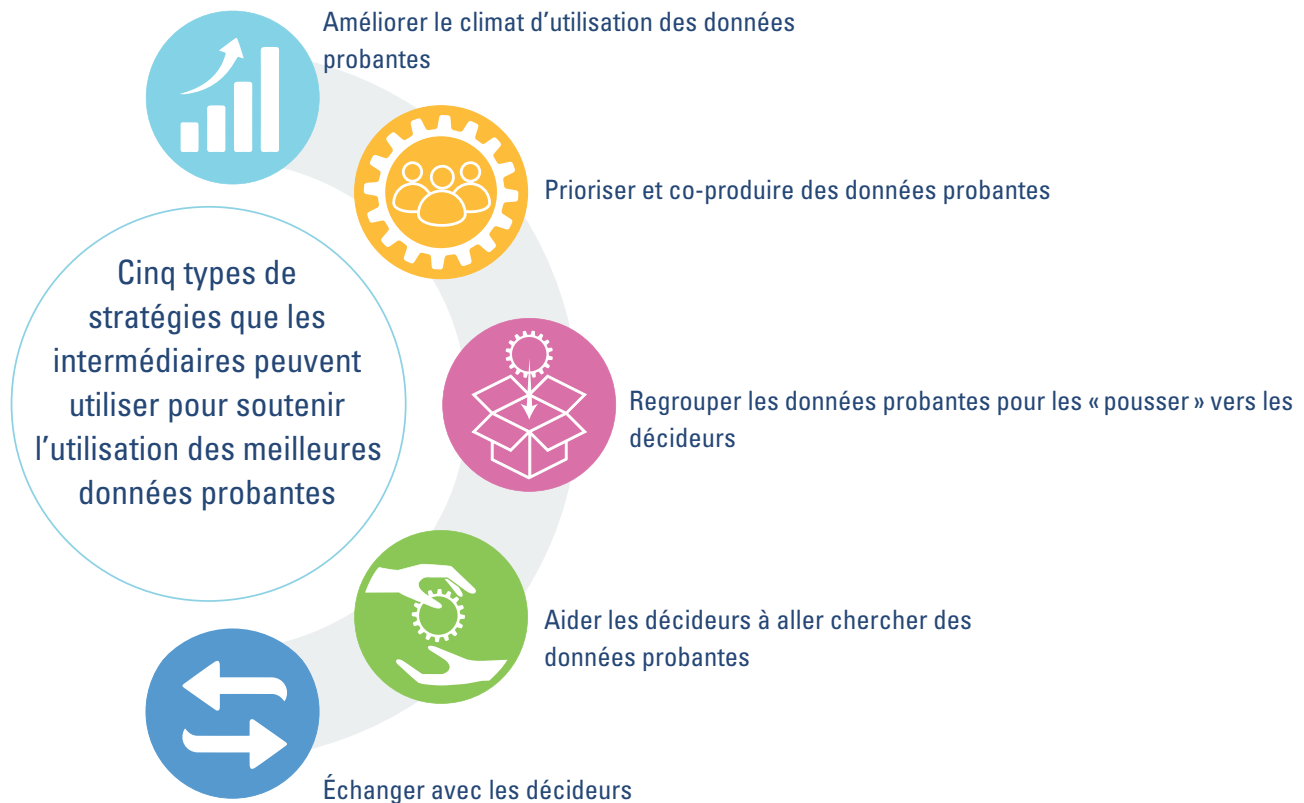 Améliorer le climat d’utilisation des données
probantes
Prioriser et co-produire des données probantes
Cinq types de
stratégies que les
intermédiaires peuvent
utiliser pour soutenir
l’utilisation des meilleures
données probantes
Regrouper les données probantes pour les « pousser » vers les
décideurs
Aider les décideurs à aller chercher des
données probantes
Échanger avec les décideurs